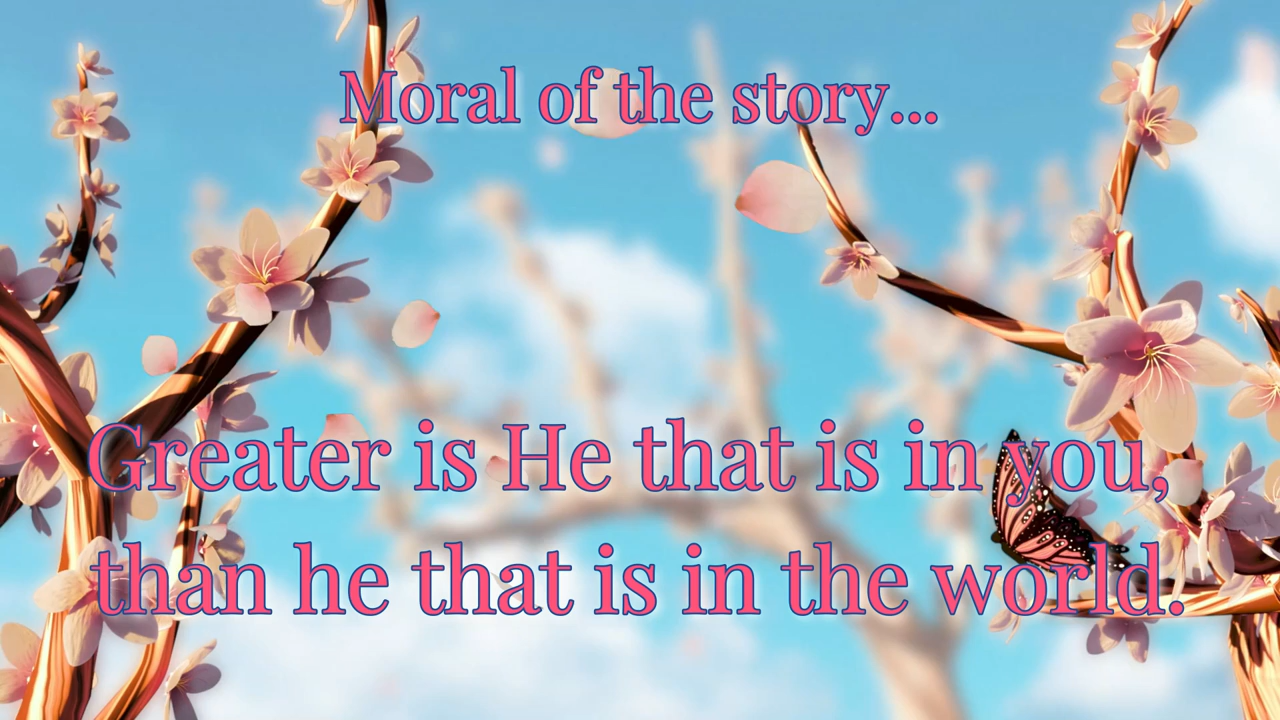 Moral of the story...
Greater is He that is in you,
than he that is in the world.